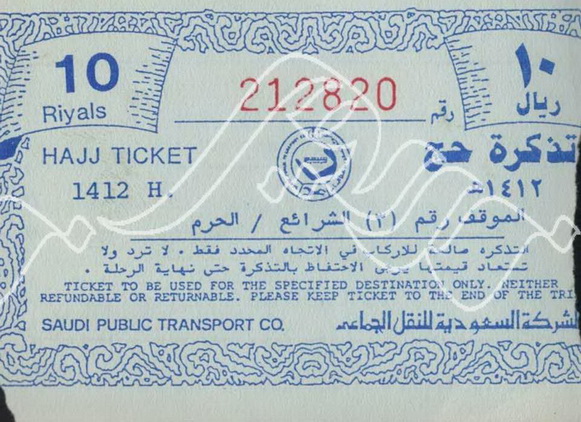 10 ١٠
Riyals ريال
212820 رقم
HAJJ TICKET تذكرة حج
1412 H. ١٤١٢هـ
الموقف رقم (٣) الشرائع / الحرم
التذكره صالحة للاركاب في الاتجاه المحدد فقط . لا ترد ولا
تستعاد قيمتها يرجى الاحتفاظ بالتذكرة حتى نهاية الرحلة .
TICKET TO BE USED FOR THE SPECIFIED DESTINATION ONLY. NEITHER
REFUNDABLE OR RETURNABLE. PLEASE KEEP TICKET TO THE END OF THE TRI
SAUDI PUBLIC TRANSPORT CO. الشركة السعودية للنقل الجماعي